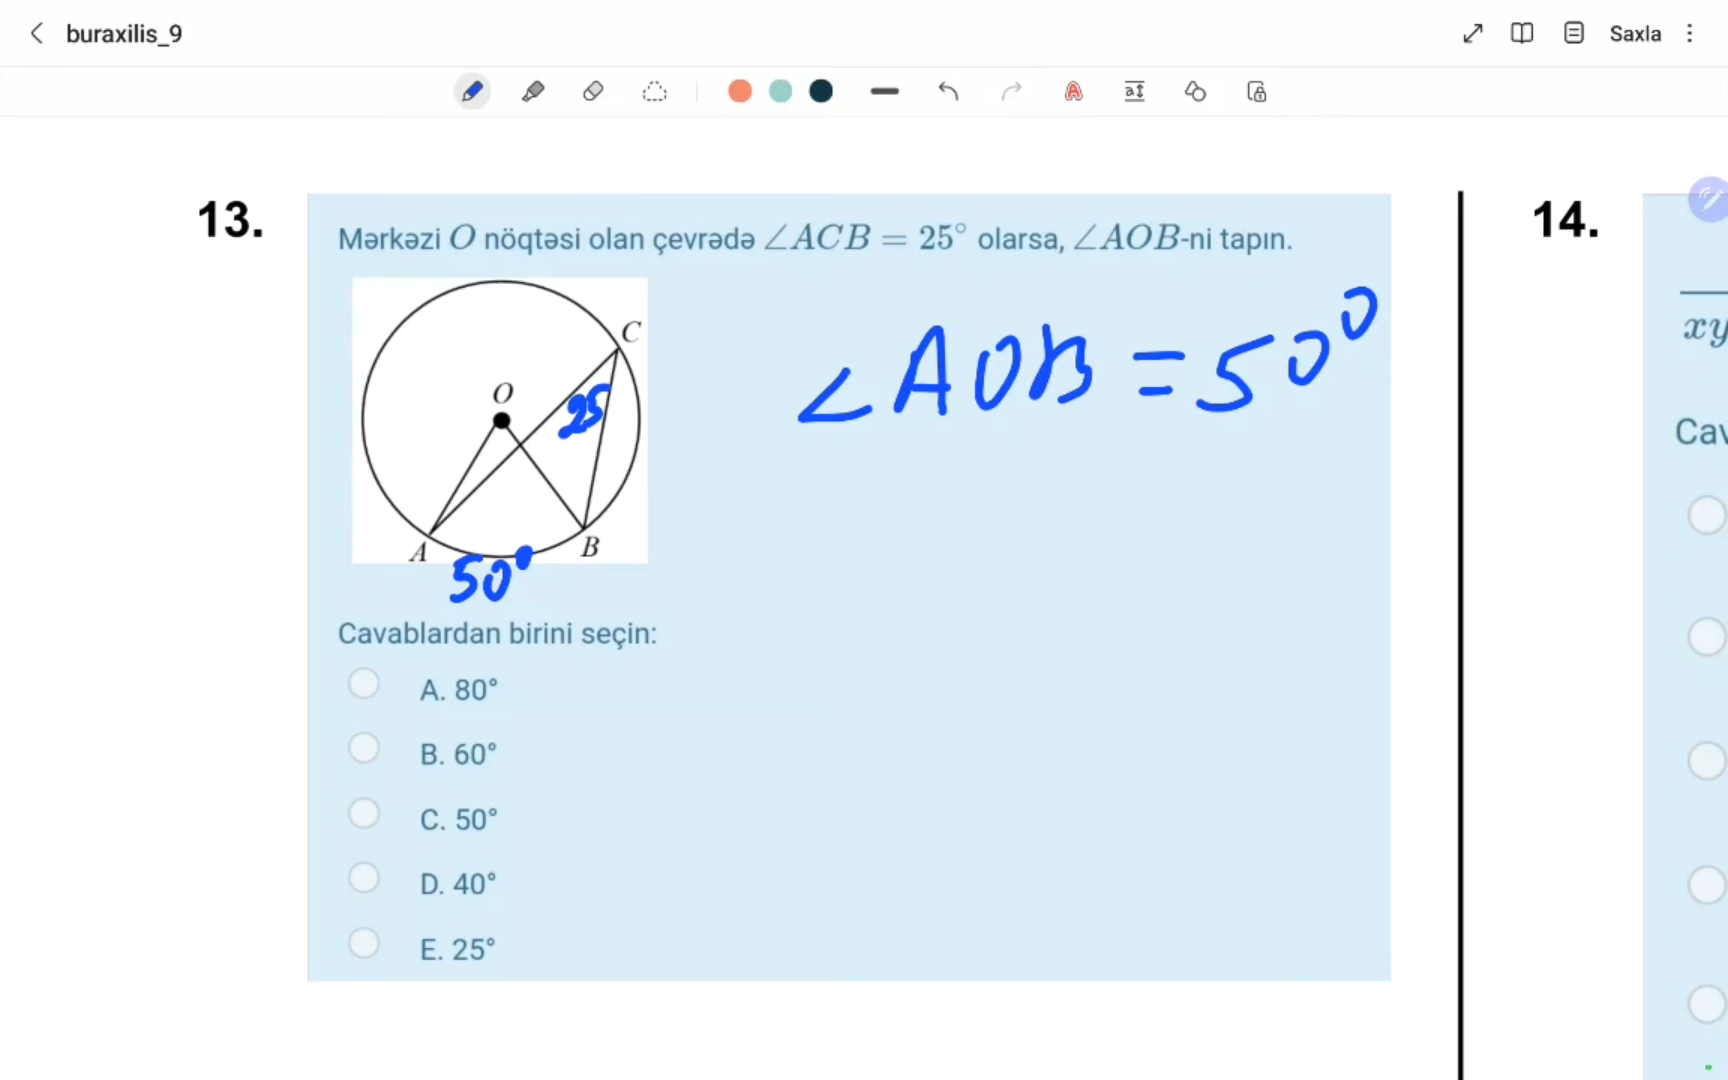 buraxilis_9
Saxla
13.
Mərkəzi O nöqtəsi olan çevrədə ∠ACB = 25° olarsa, ∠AOB-ni tapın.
C
O
25
A
B
50°
∠AOB = 50°
Cavablardan birini seçin:
A. 80°
B. 60°
C. 50°
D. 40°
E. 25°
14.
xy